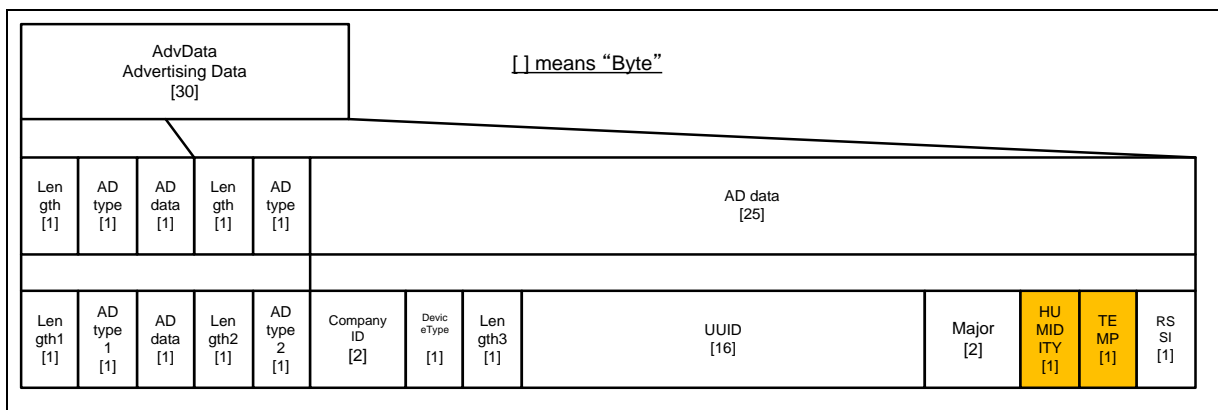 AdvData
Advertising Data
[30]
[ ] means “Byte”
Len
gth
[1]
AD
type
[1]
AD
data
[1]
Len
gth
[1]
AD
type
[1]
AD data
[25]
Len
gth1
[1]
AD
type
1
[1]
AD
data
[1]
Len
gth2
[1]
AD
type
2
[1]
Company
ID
[2]
Devic
eType
[1]
Len
gth3
[1]
UUID
[16]
Major
[2]
HU
MID
ITY
[1]
TE
MP
[1]
RS
SI
[1]